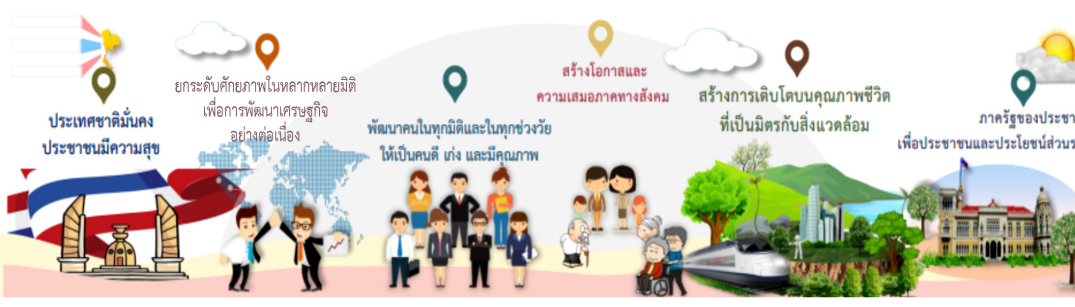 ประเทศชาติมั่นคง
ประชาชนมีความสุข
ยกระดับศักยภาพในหลากหลายมิติ
เพื่อการพัฒนาเศรษฐกิจ
อย่างต่อเนื่อง
พัฒนาคนในทุกมิติและในทุกช่วงวัย
ให้เป็นคนดี เก่ง และมีคุณภาพ
สร้างโอกาสและ
ความเสมอภาคทางสังคม
สร้างการเติบโตบนคุณภาพชีวิต
ที่เป็นมิตรกับสิ่งแวดล้อม
ภาครัฐของประชา
เพื่อประชาชนและประโยชน์ส่วนร